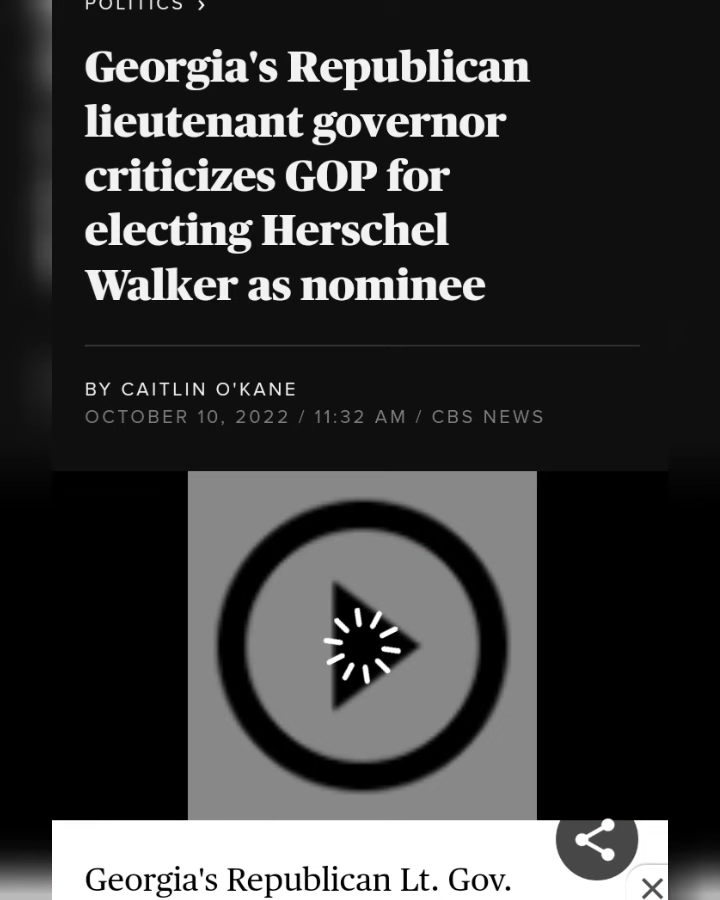 POLITICS ›
Georgia's Republican
lieutenant governor
criticizes GOP for
electing Herschel
Walker as nominee
BY CAITLIN O'KANE
OCTOBER 10, 2022 / 11:32 AM / CBS NEWS
Georgia's Republican Lt. Gov.